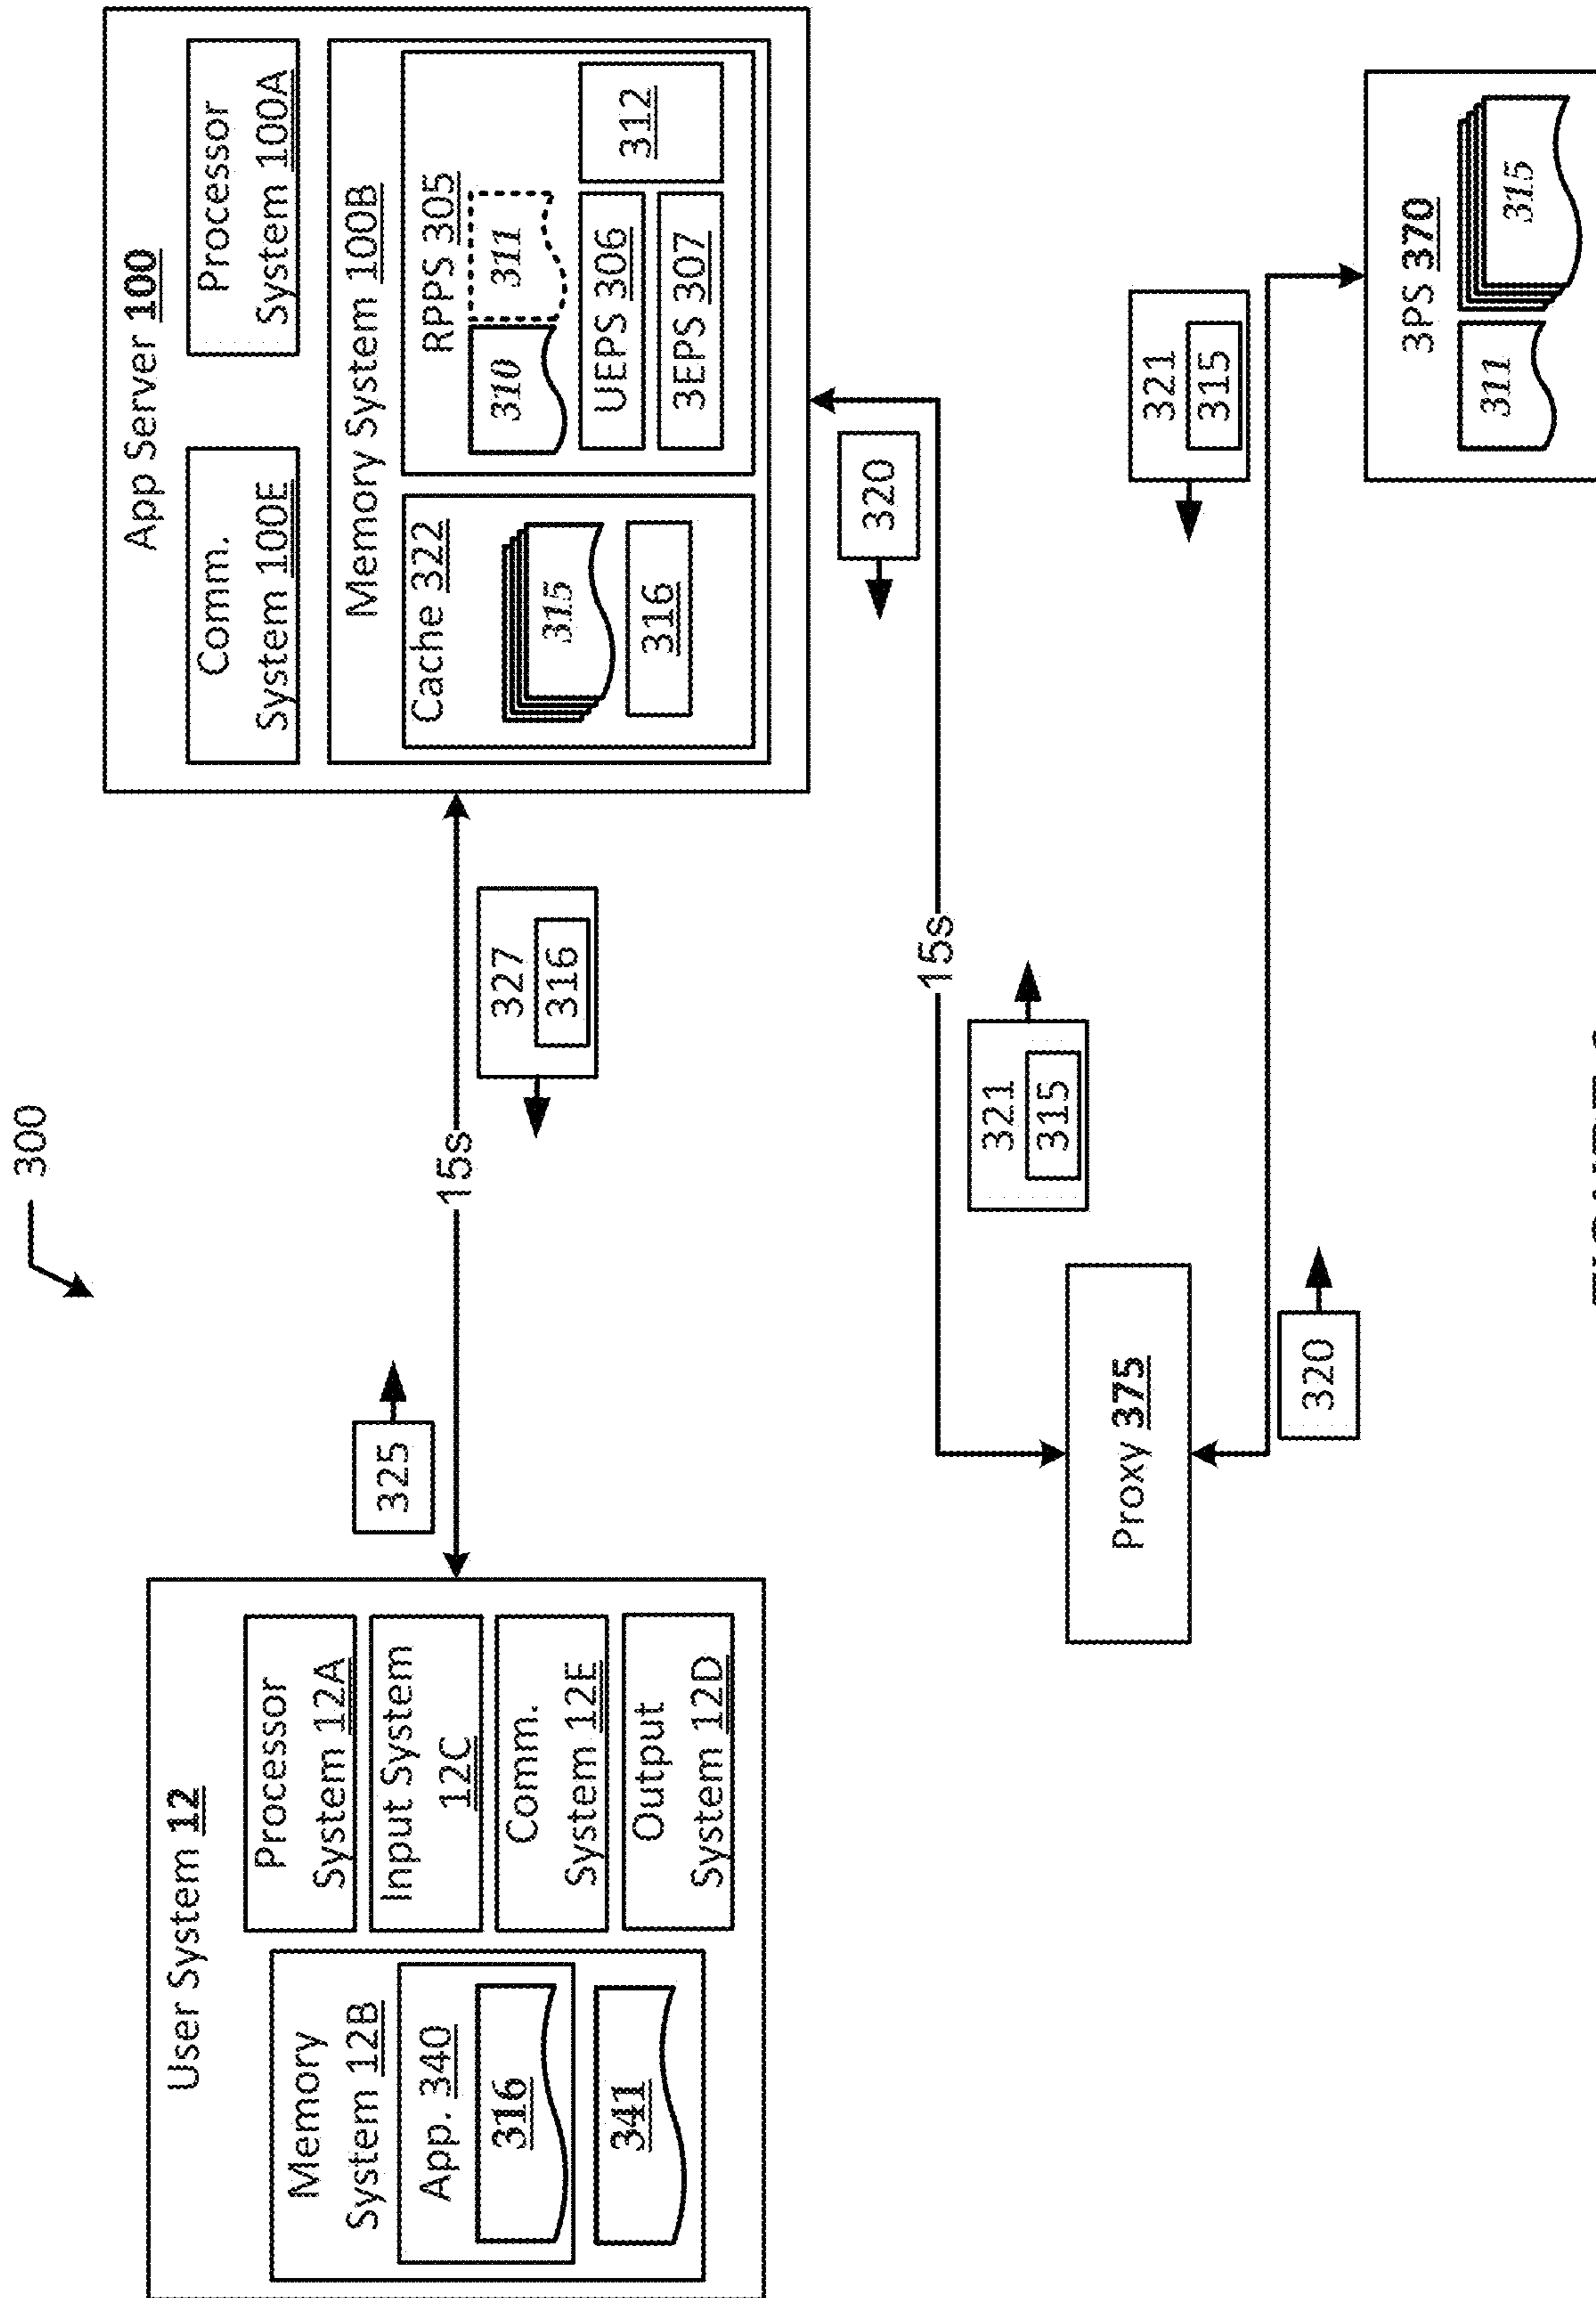 300
User System 12
Memory
System 12B
App. 340
316
341
Processor
System 12A
Input System
12C
Comm.
System 12E
Output
System 12D
325
15s
327
316
App Server 100
Comm.
System 100E
Processor
System 100A
Memory System 100B
Cache 322
315
316
RPPS 305
310
311
UEPS 306
3EPS 307
312
320
15s
321
315
Proxy 375
320
321
315
3PS 370
311
315